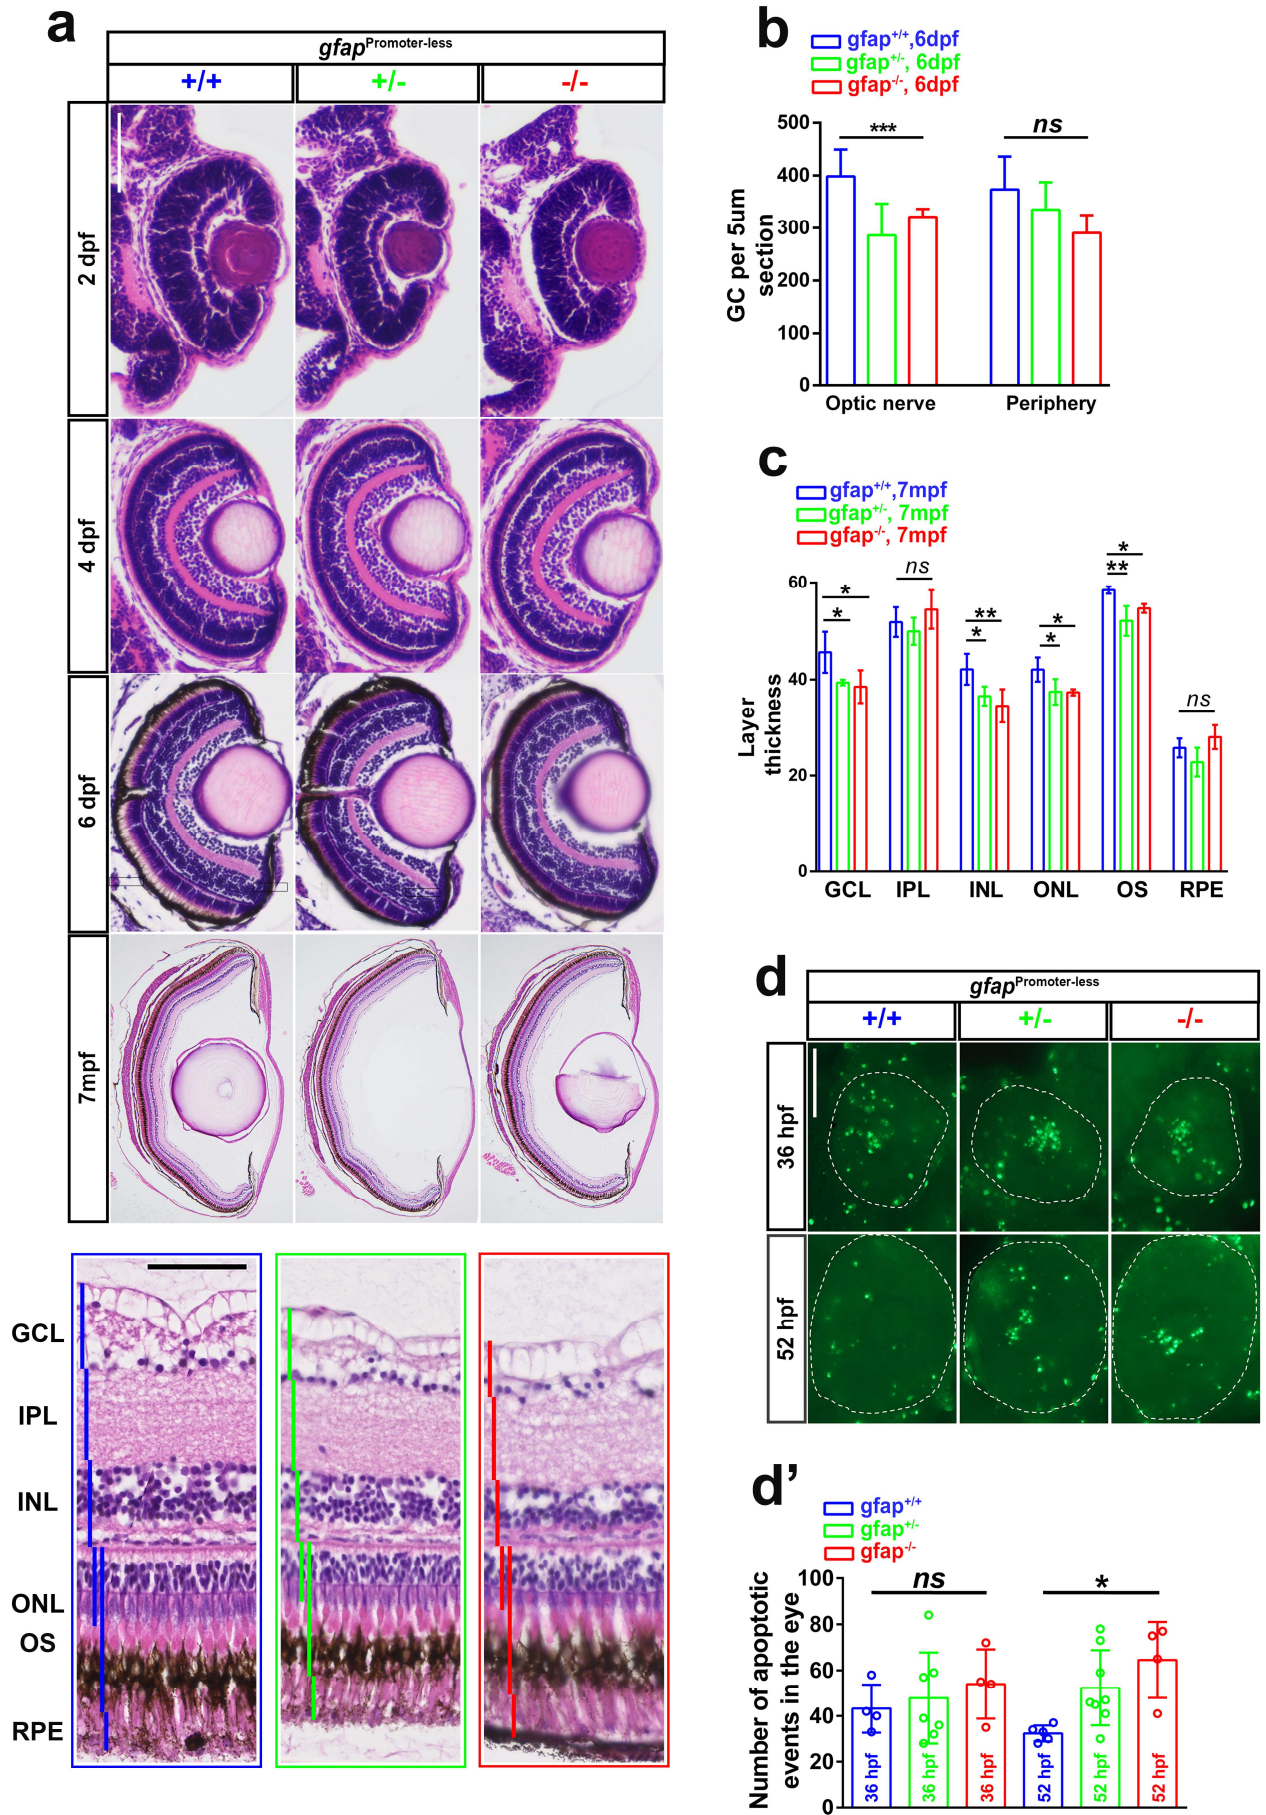 a
gfap Promoter-less
+/+ +/- -/-
2 dpf
4 dpf
6 dpf
7mpf
GCL
IPL
INL
ONL
OS
RPE
b
gfap+/+,6dpf
gfap+/-, 6dpf
gfap-/-, 6dpf
*** ns
GC per 5um
section
500
400
300
200
100
0
Optic nerve Periphery
c
gfap+/+,7mpf
gfap+/-, 7mpf
gfap-/-, 7mpf
Layer
thickness
60
40
20
0
* * ns ** * * * * ** ns
GCL IPL INL ONL OS RPE
d
gfap Promoter-less
+/+ +/- -/-
36 hpf
52 hpf
d’
gfap+/+
gfap+/-
gfap-/-
ns *
Number of apoptotic
events in the eye
100
80
60
40
20
0
36 hpf 36 hpf 36 hpf 52 hpf 52 hpf 52 hpf